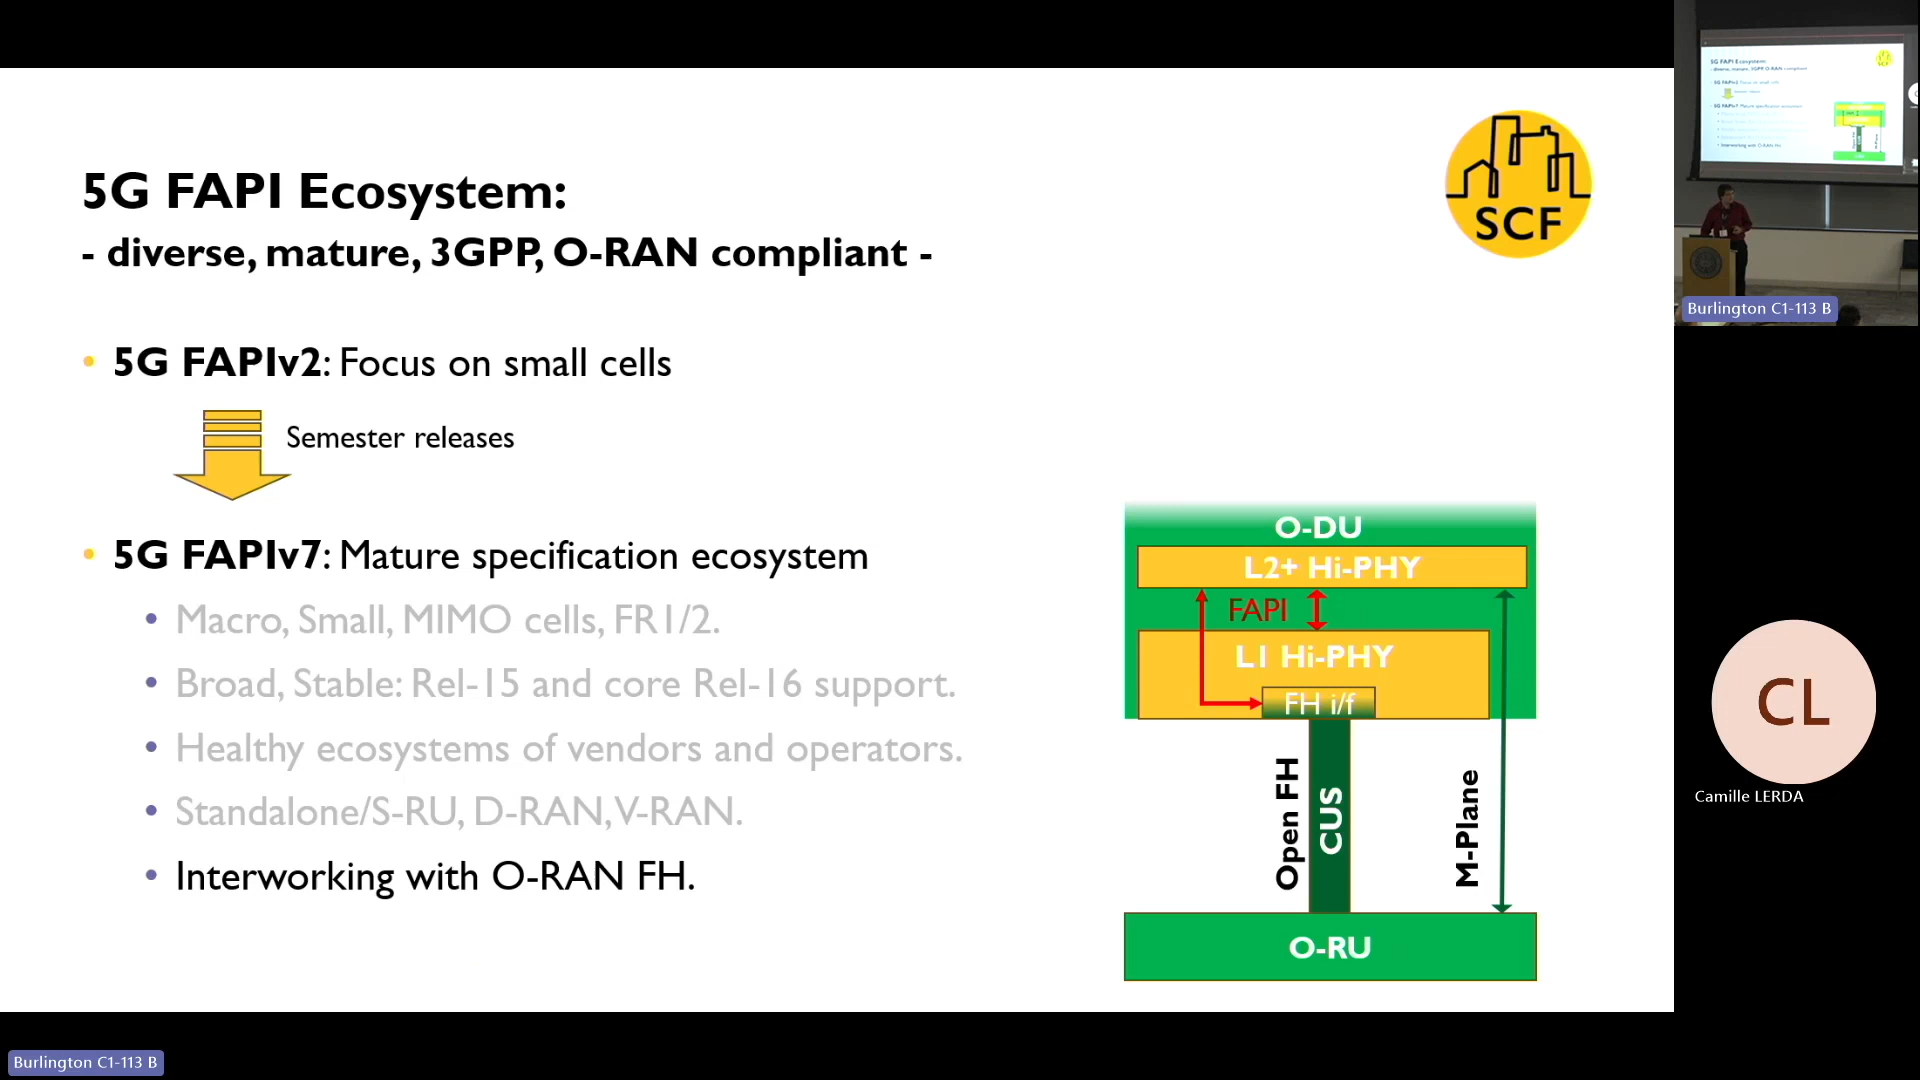 5G FAPI Ecosystem:
- diverse, mature, 3GPP, O-RAN compliant -
SCF
• 5G FAPIv2: Focus on small cells
Semester releases
• 5G FAPIv7: Mature specification ecosystem
• Macro, Small, MIMO cells, FR1/2.
• Broad, Stable: Rel-15 and core Rel-16 support.
• Healthy ecosystems of vendors and operators.
• Standalone/S-RU, D-RAN, V-RAN.
• Interworking with O-RAN FH.
O-DU
L2+ Hi-PHY
FAPI
L1 Hi-PHY
FH i/f
Open FH
CUS
M-Plane
O-RU
Burlington C1-113 B
CL
Camille LERDA
Burlington C1-113 B